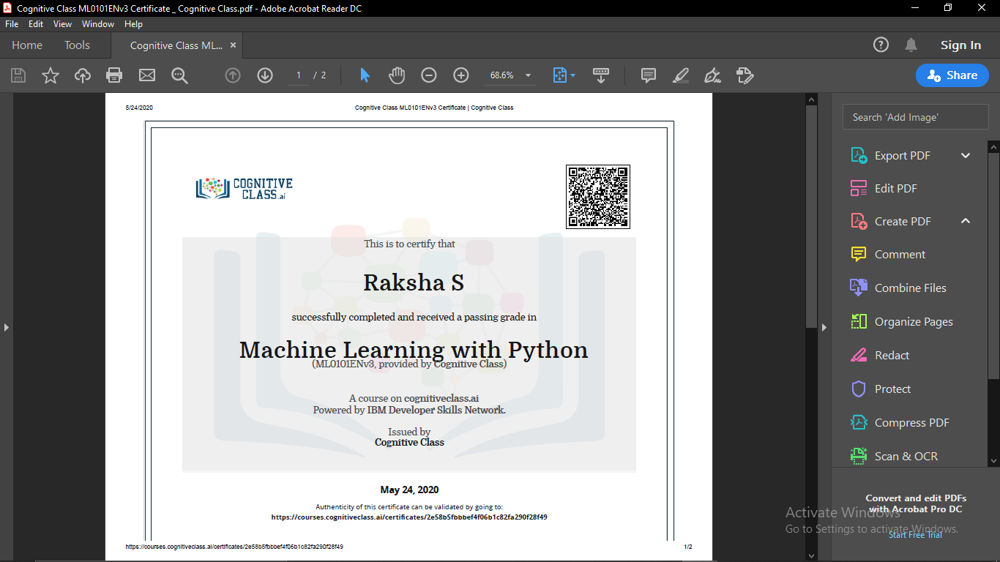 Cognitive Class ML0101ENv3 Certificate _ Cognitive Class.pdf - Adobe Acrobat Reader DC
File Edit View Window Help
Home Tools Cognitive Class ML... × Sign In
1 / 2 68.6% Share
5/24/2020 Cognitive Class ML0101ENv3 Certificate | Cognitive Class
COGNITIVE
CLASS.ai
This is to certify that
Raksha S
successfully completed and received a passing grade in
Machine Learning with Python
(ML0101ENv3, provided by Cognitive Class)
A course on cognitiveclass.ai
Powered by IBM Developer Skills Network.
Issued by
Cognitive Class
May 24, 2020
Authenticity of this certificate can be validated by going to:
https://courses.cognitiveclass.ai/certificates/2e58b5fbbbef4f06b1c82fa290f28f49
https://courses.cognitiveclass.ai/certificates/2e58b5fbbbef4f06b1c82fa290f28f49 1/2
Search 'Add Image'
Export PDF
Edit PDF
Create PDF
Comment
Combine Files
Organize Pages
Redact
Protect
Compress PDF
Scan & OCR
Convert and edit PDFs
with Acrobat Pro DC
Start Free Trial
Activate Windows
Go to Settings to activate Windows.